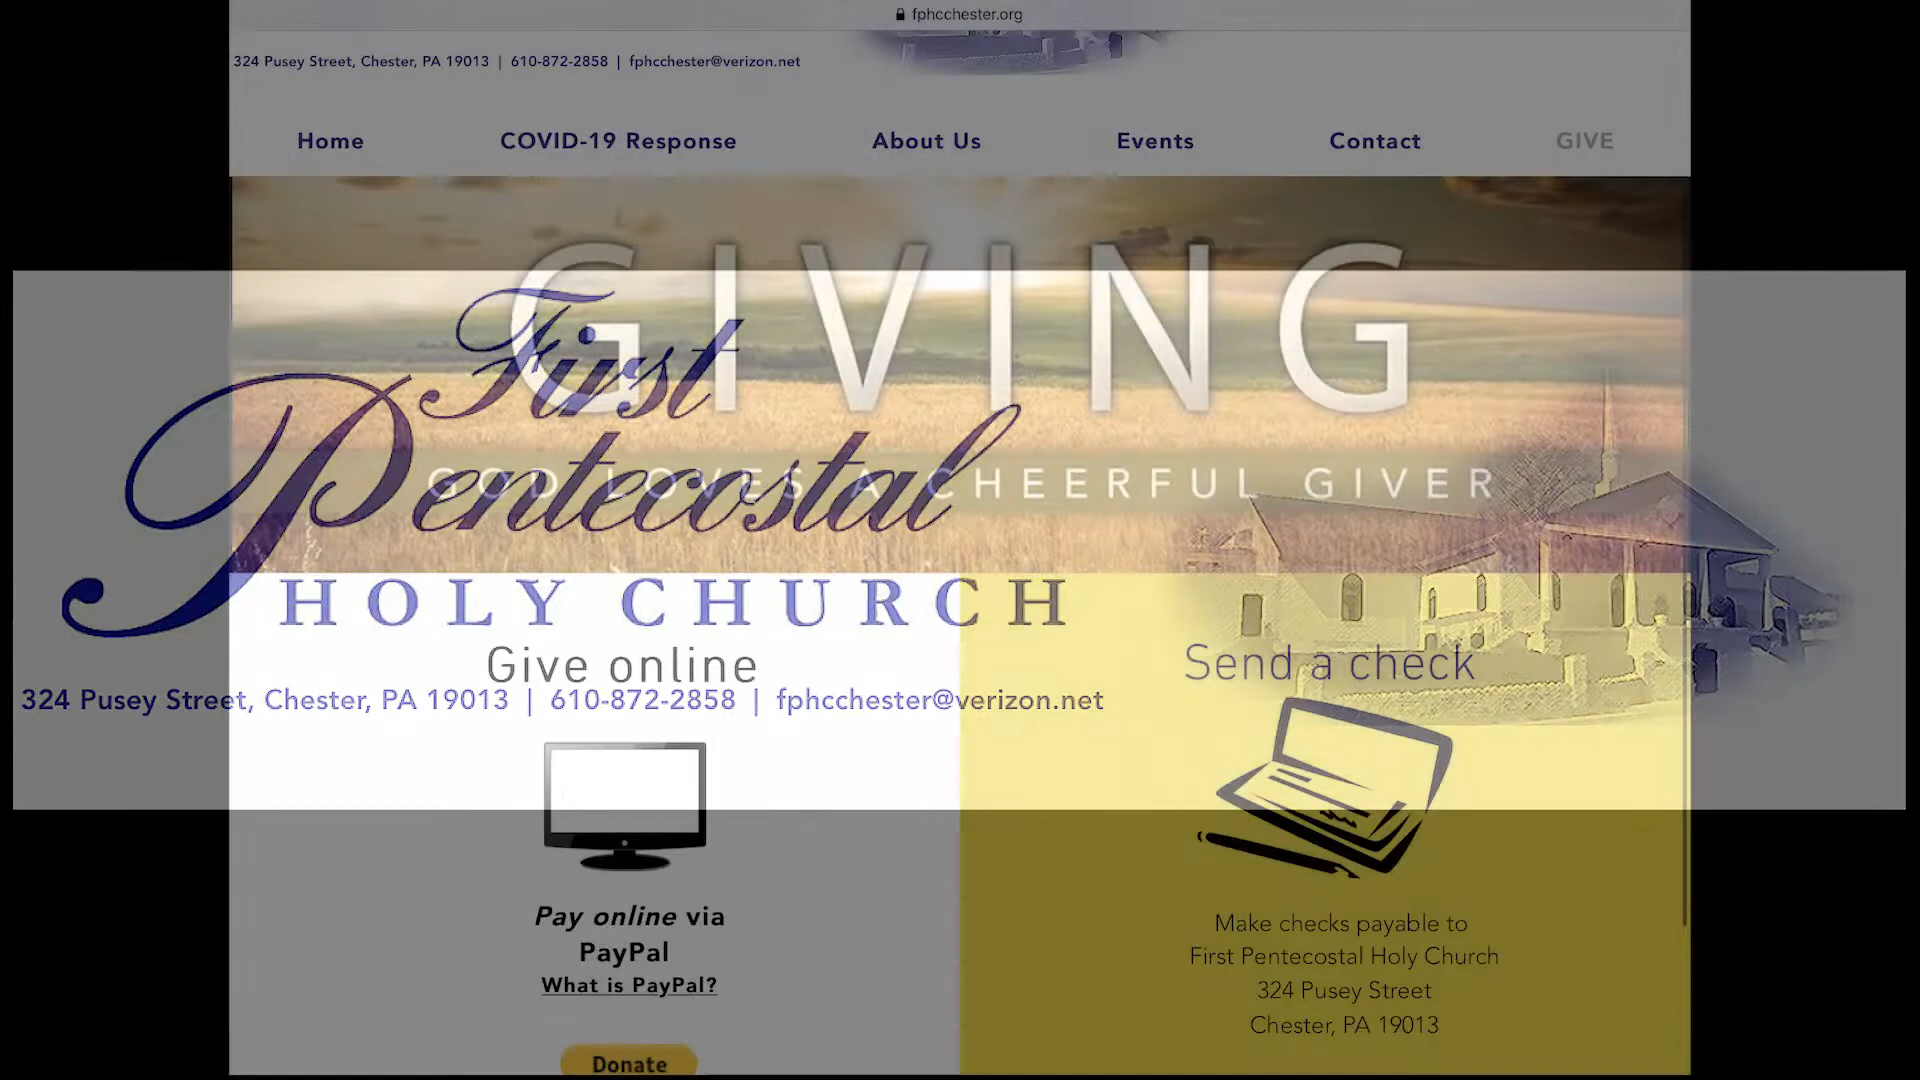 fphcchester.org
324 Pusey Street, Chester, PA 19013 | 610-872-2858 | fphcchester@verizon.net
Home COVID-19 Response About Us Events Contact GIVE
GIVING
First
Pentecostal
GOD LOVES A CHEERFUL GIVER
HOLY CHURCH
Give online
Send a check
324 Pusey Street, Chester, PA 19013 | 610-872-2858 | fphcchester@verizon.net
Pay online via
PayPal
What is PayPal?
Donate
Make checks payable to
First Pentecostal Holy Church
324 Pusey Street
Chester, PA 19013